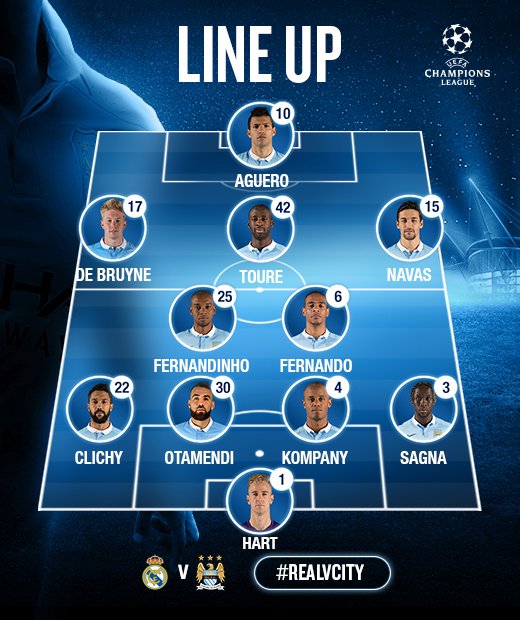 LINE UP
UEFA
CHAMPIONS
LEAGUE
10
AGUERO
17
42
15
DE BRUYNE
TOURE
NAVAS
25
6
FERNANDINHO
FERNANDO
22
30
4
3
CLICHY
OTAMENDI
KOMPANY
SAGNA
1
HART
V
#REALVCITY